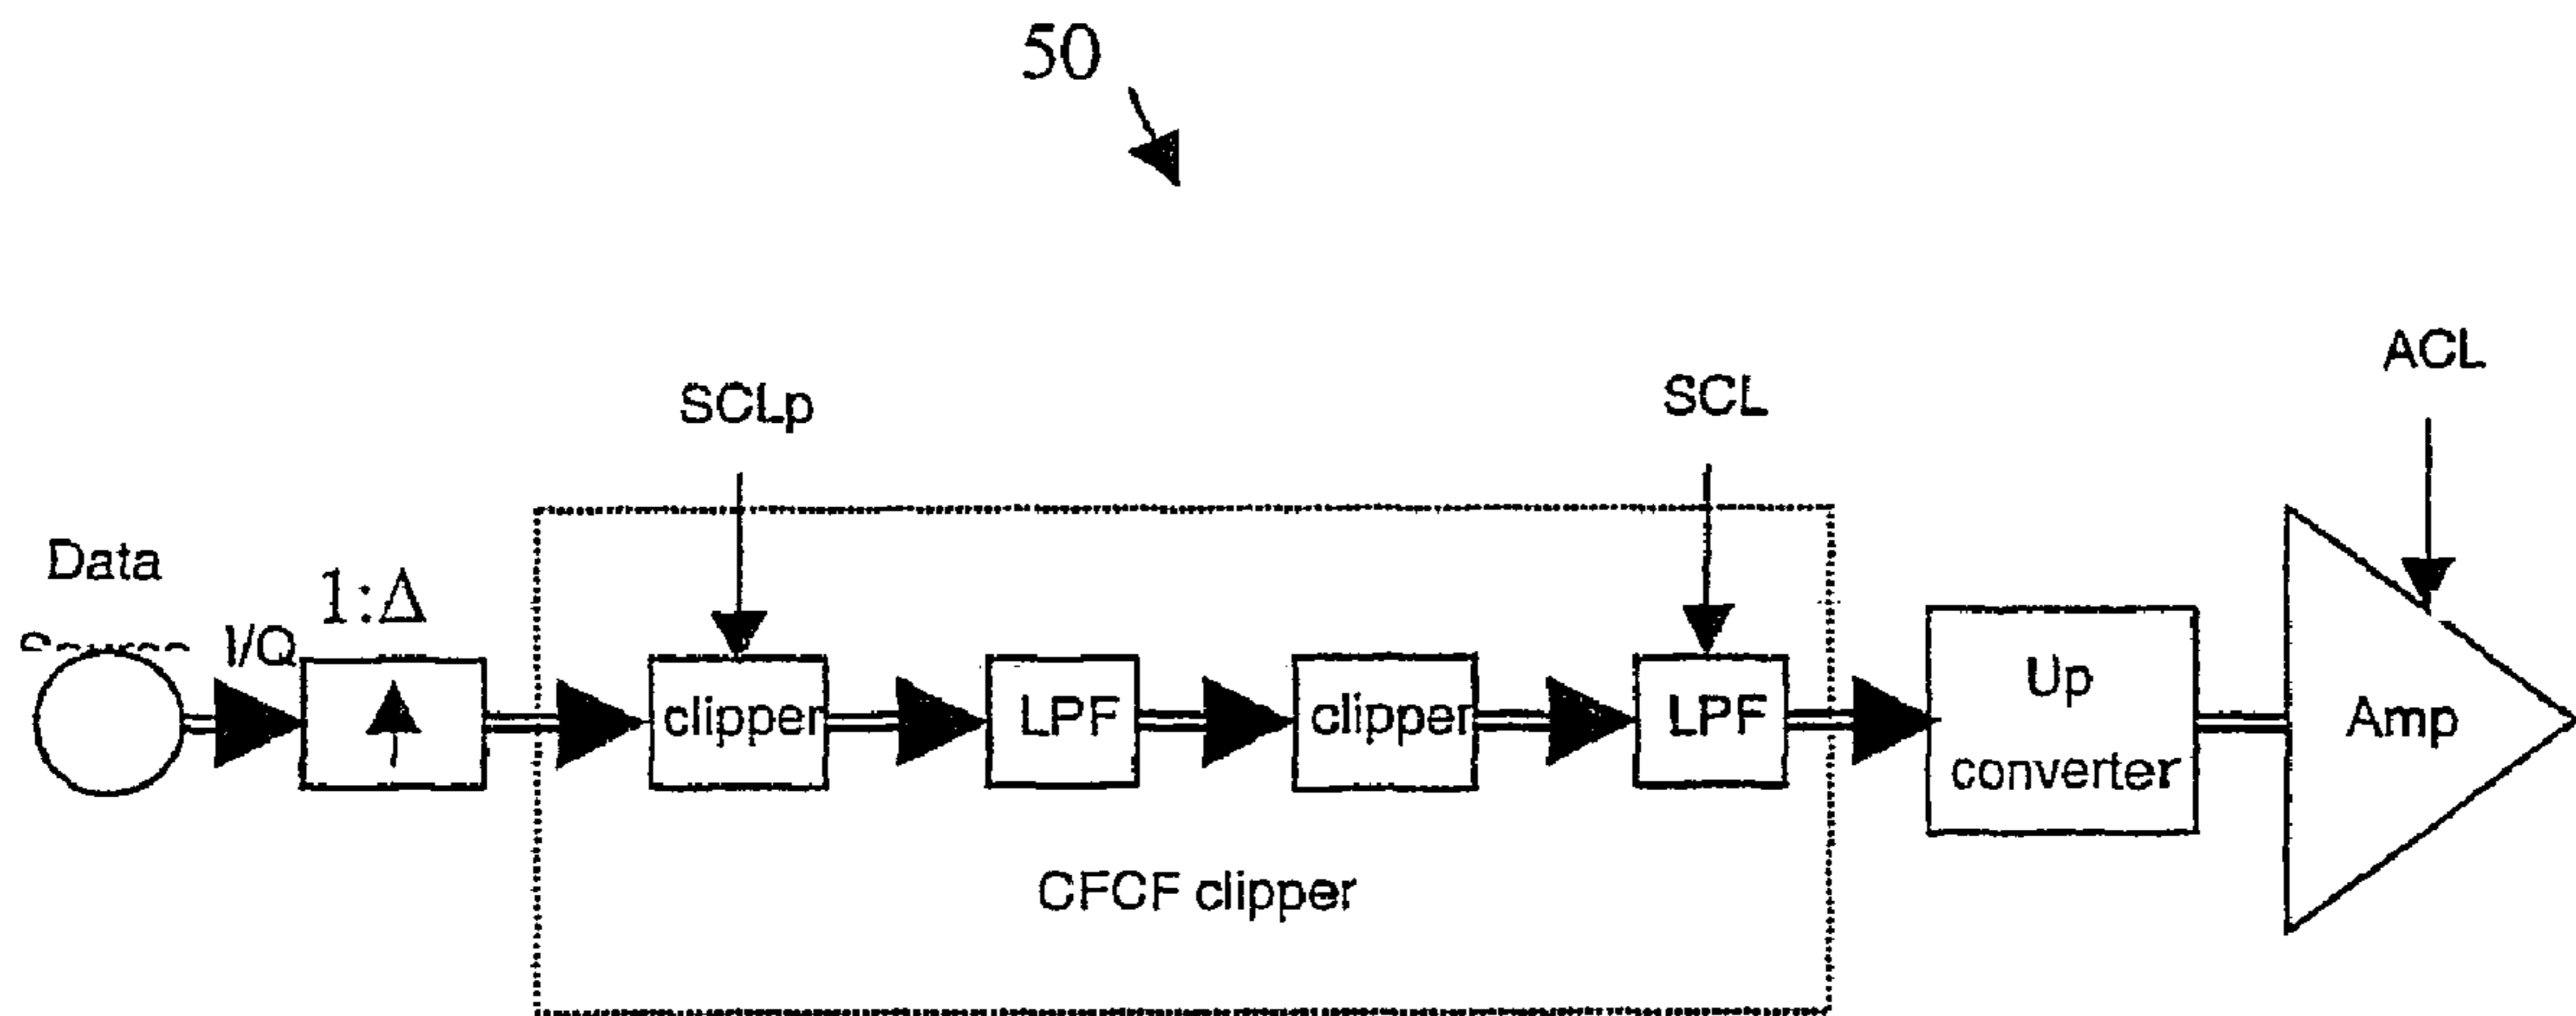 50
ACL
SCLp
SCL
Data
1:Δ
I/Q
clipper
LPF
clipper
LPF
Up
converter
Amp
CFCF clipper